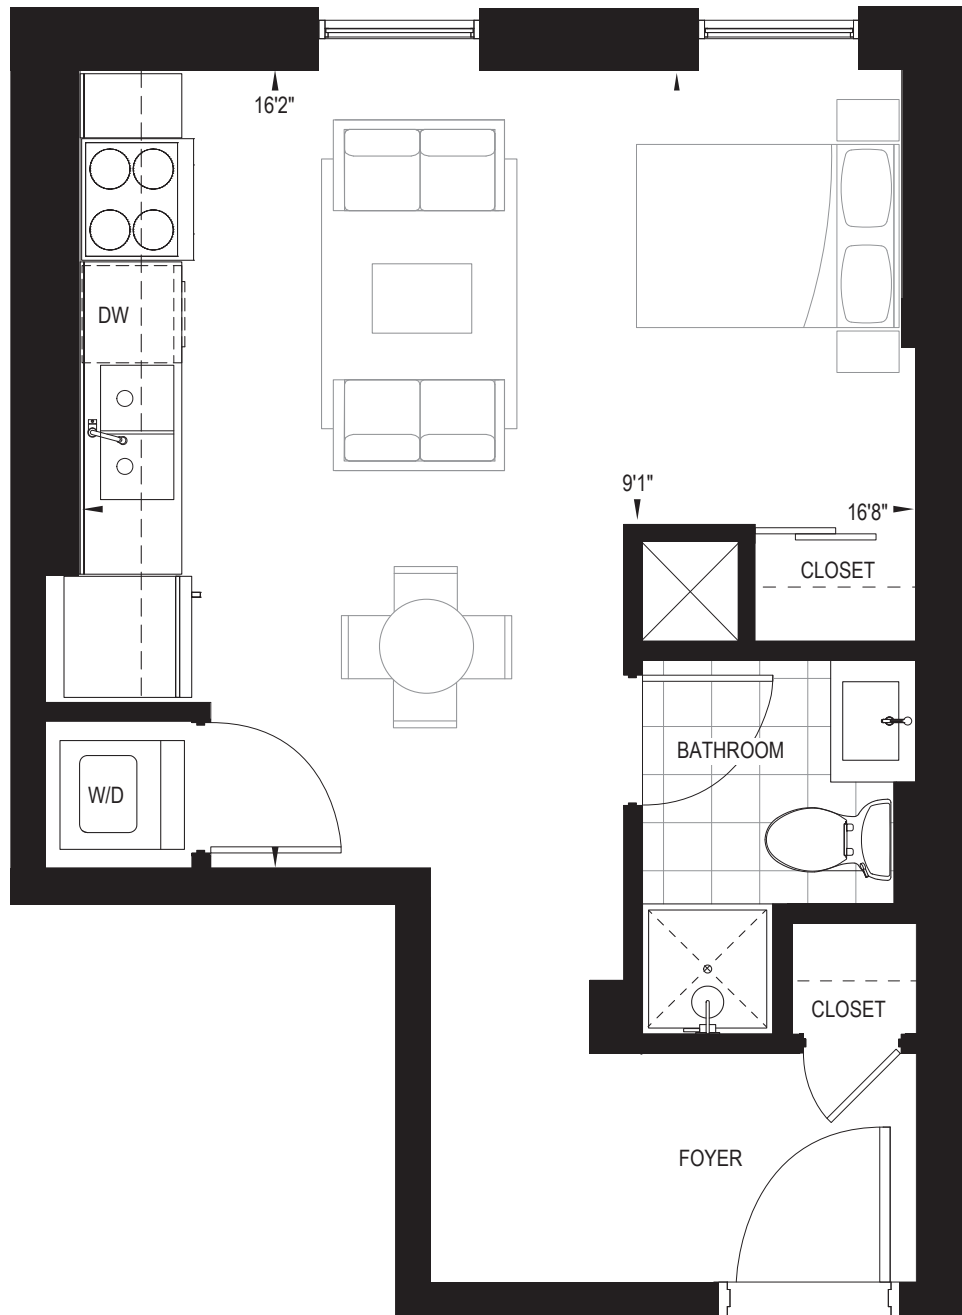 16'2"
DW
9'1"
16'8"
CLOSET
BATHROOM
W/D
CLOSET
FOYER